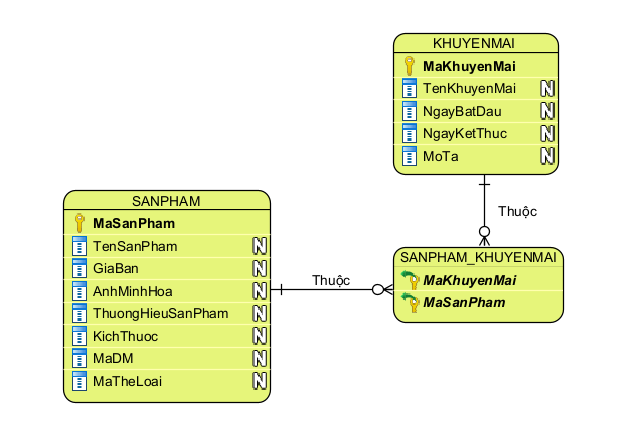 KHUYENMAI
MaKhuyenMai
TenKhuyenMai N
NgayBatDau N
NgayKetThuc N
MoTa N
Thuộc
SANPHAM
MaSanPham
TenSanPham N
GiaBan N
AnhMinhHoa N
ThuongHieuSanPham N
KichThuoc N
MaDM N
MaTheLoai N
Thuộc
SANPHAM_KHUYENMAI
MaKhuyenMai
MaSanPham